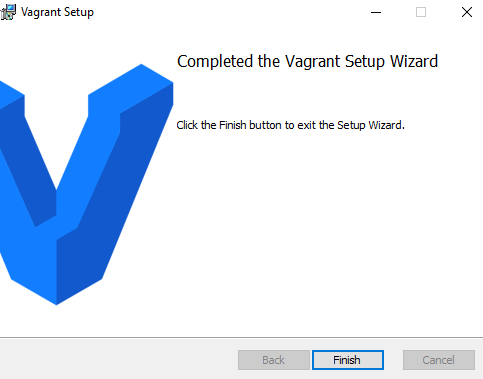 Vagrant Setup
Completed the Vagrant Setup Wizard
Click the Finish button to exit the Setup Wizard.
Back
Finish
Cancel